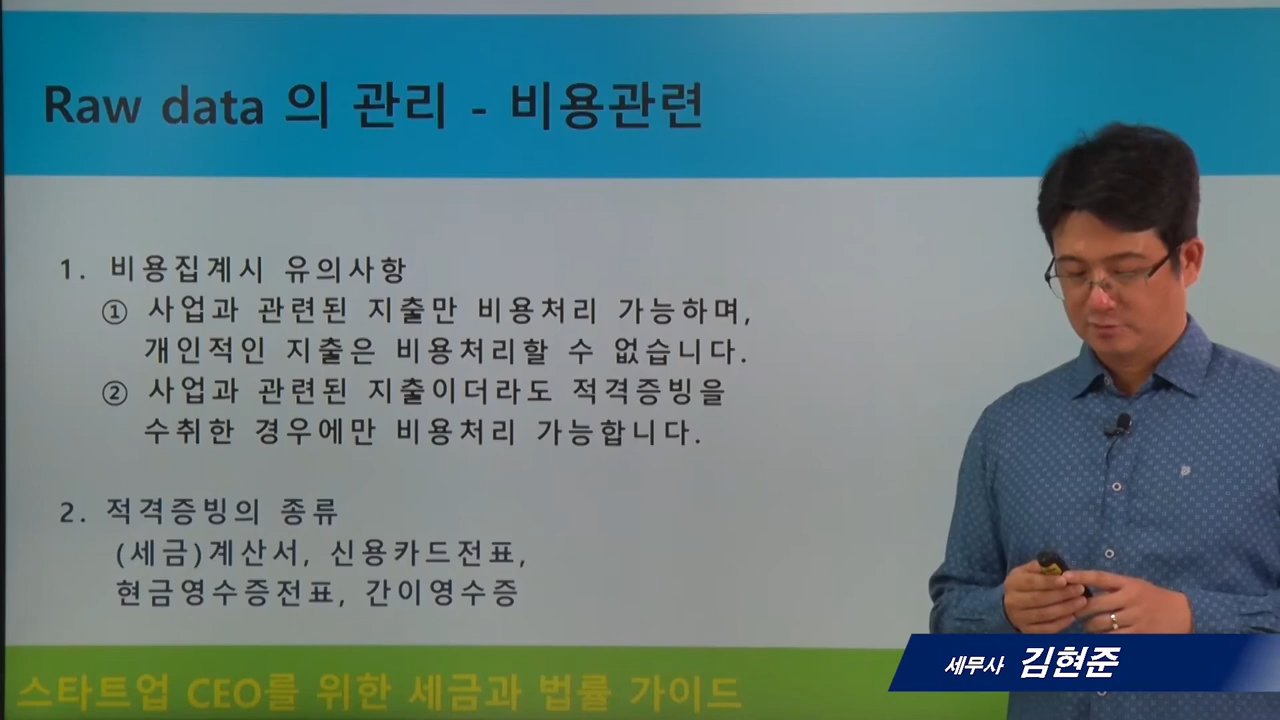 Raw data 의 관리 - 비용관련
1. 비용집계시 유의사항
① 사업과 관련된 지출만 비용처리 가능하며,
개인적인 지출은 비용처리할 수 없습니다.
② 사업과 관련된 지출이더라도 적격증빙을
수취한 경우에만 비용처리 가능합니다.
2. 적격증빙의 종류
(세금)계산서, 신용카드전표,
현금영수증전표, 간이영수증
세무사 김현준
스타트업 CEO를 위한 세금과 법률 가이드